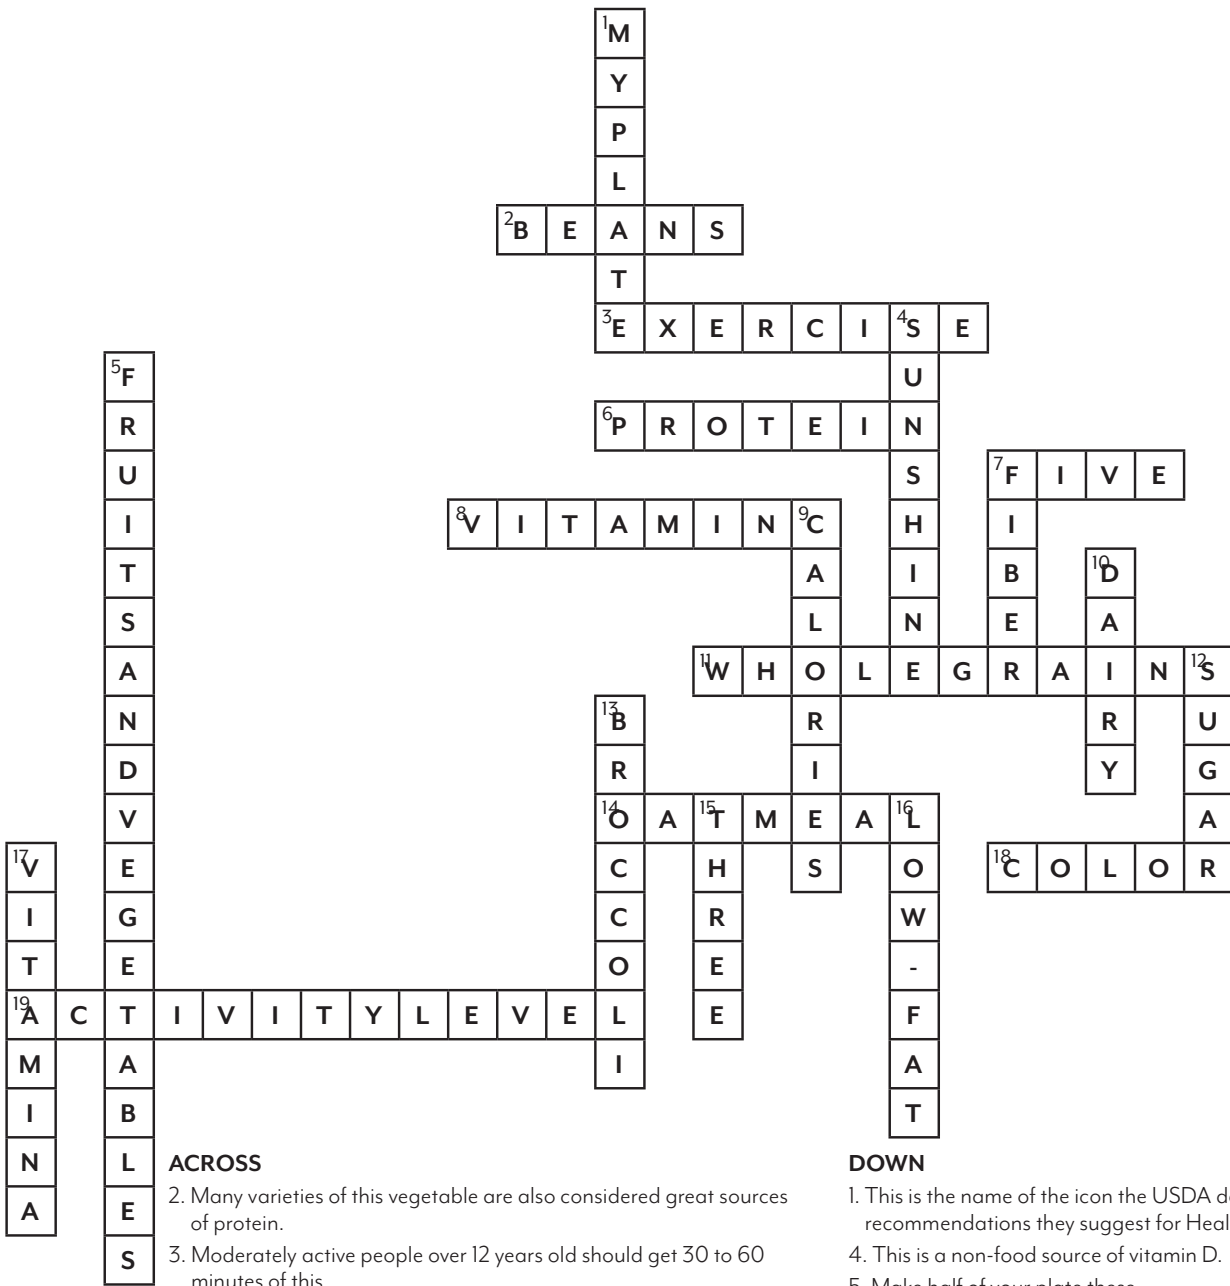 1M
Y
P
L
2B E A N S
T
3E X E R C I 4S E
5F U
R 6P R O T E I N
U S 7F I V E
I 8V I T A M I N 9C H I
T A I B 10D
S L N E A
A 11W H O L E G R A I N 12S
N 13B R R U
D R I Y G
V 14O A 15T M E A 16L A
17V E C H S O 18C O L O R
I G C R W
T E O E -
19A C T I V I T Y L E V E L E F
M A I A
I B T
N L
A E
S
ACROSS
2. Many varieties of this vegetable are also considered great sources
of protein.
3. Moderately active people over 12 years old should get 30 to 60
minutes of this.
DOWN
1. This is the name of the icon the USDA de
recommendations they suggest for Heal
4. This is a non-food source of vitamin D.
5. Make half of your plate these.